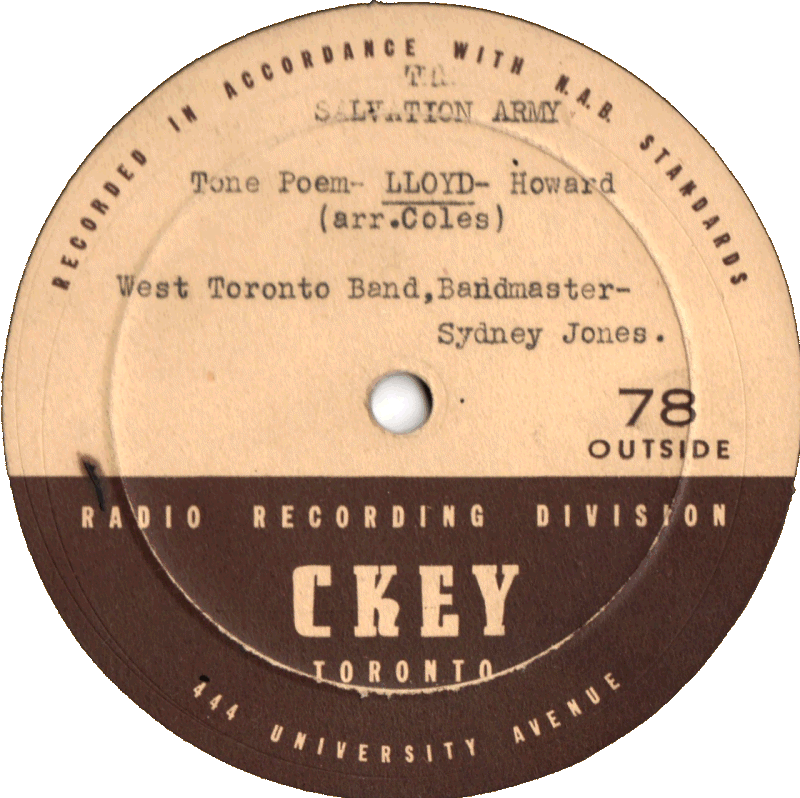 RECORDED IN ACCORDANCE WITH N.A.B. STANDARDS
SALVATION ARMY
Tone Poem- LLOYD- Howard
(arr.Coles)
West Toronto Band,Bandmaster-
Sydney Jones.
78
OUTSIDE
RADIO RECORDING DIVISION
CKEY
TORONTO
444 UNIVERSITY AVENUE